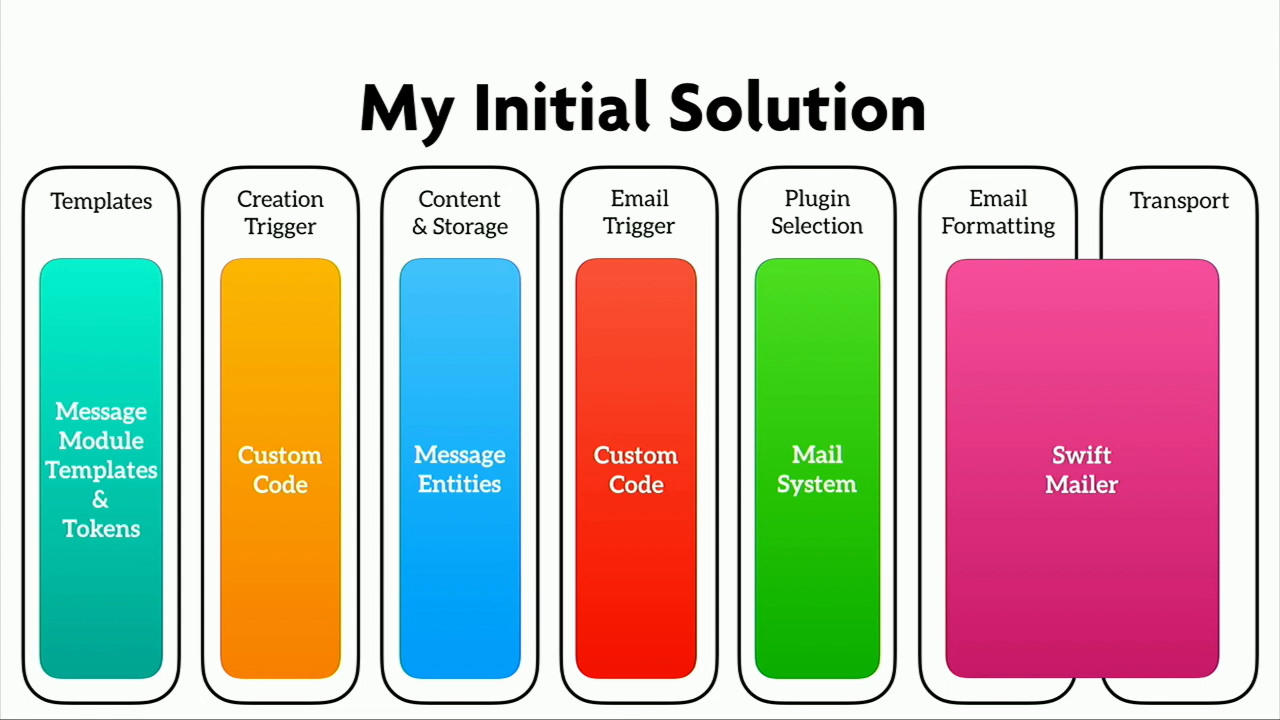 My Initial Solution
Templates
Creation
Trigger
Content
& Storage
Email
Trigger
Plugin
Selection
Email
Formatting
Transport
Message
Module
Templates
&
Tokens
Custom
Code
Message
Entities
Custom
Code
Mail
System
Swift
Mailer